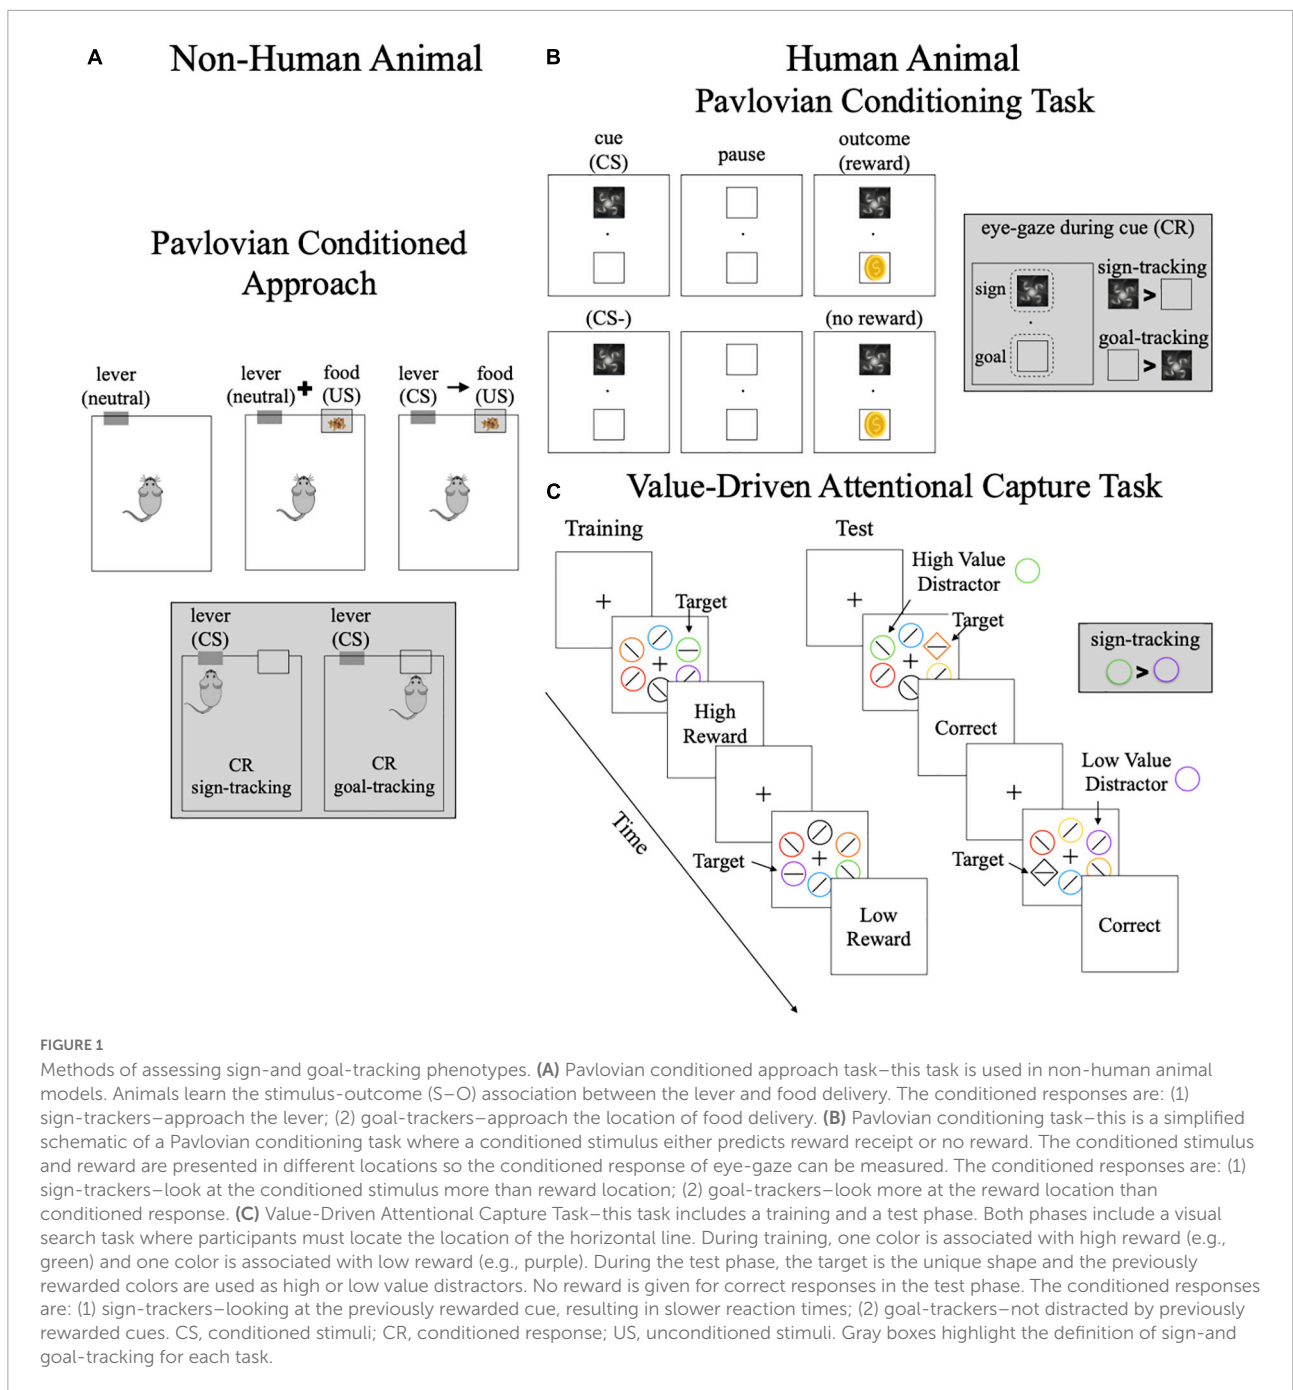 A
Non-Human Animal
Pavlovian Conditioned
Approach
lever
(neutral)
lever
(neutral)
+
food
(US)
lever
(CS)
food
(US)
lever
(CS)
lever
(CS)
CR
sign-tracking
CR
goal-tracking
B
Human Animal
Pavlovian Conditioning Task
cue
(CS)
pause
outcome
(reward)
(CS-)
(no reward)
eye-gaze during cue (CR)
sign
goal
sign-tracking
>
goal-tracking
>
C
Value-Driven Attentional Capture Task
Training
Test
+
Target
+
High
Reward
+
Target
+
Low
Reward
Time
+
High Value
Distractor
Target
+
Correct
+
Low Value
Distractor
Target
+
Correct
sign-tracking
>
FIGURE 1
Methods of assessing sign-and goal-tracking phenotypes. (A) Pavlovian conditioned approach task–this task is used in non-human animal
models. Animals learn the stimulus-outcome (S–O) association between the lever and food delivery. The conditioned responses are: (1)
sign-trackers–approach the lever; (2) goal-trackers–approach the location of food delivery. (B) Pavlovian conditioning task–this is a simplified
schematic of a Pavlovian conditioning task where a conditioned stimulus either predicts reward receipt or no reward. The conditioned stimulus
and reward are presented in different locations so the conditioned response of eye-gaze can be measured. The conditioned responses are: (1)
sign-trackers–look at the conditioned stimulus more than reward location; (2) goal-trackers–look more at the reward location than
conditioned response. (C) Value-Driven Attentional Capture Task–this task includes a training and a test phase. Both phases include a visual
search task where participants must locate the location of the horizontal line. During training, one color is associated with high reward (e.g.,
green) and one color is associated with low reward (e.g., purple). During the test phase, the target is the unique shape and the previously
rewarded colors are used as high or low value distractors. No reward is given for correct responses in the test phase. The conditioned responses
are: (1) sign-trackers–looking at the previously rewarded cue, resulting in slower reaction times; (2) goal-trackers–not distracted by previously
rewarded cues. CS, conditioned stimuli; CR, conditioned response; US, unconditioned stimuli. Gray boxes highlight the definition of sign-and
goal-tracking for each task.